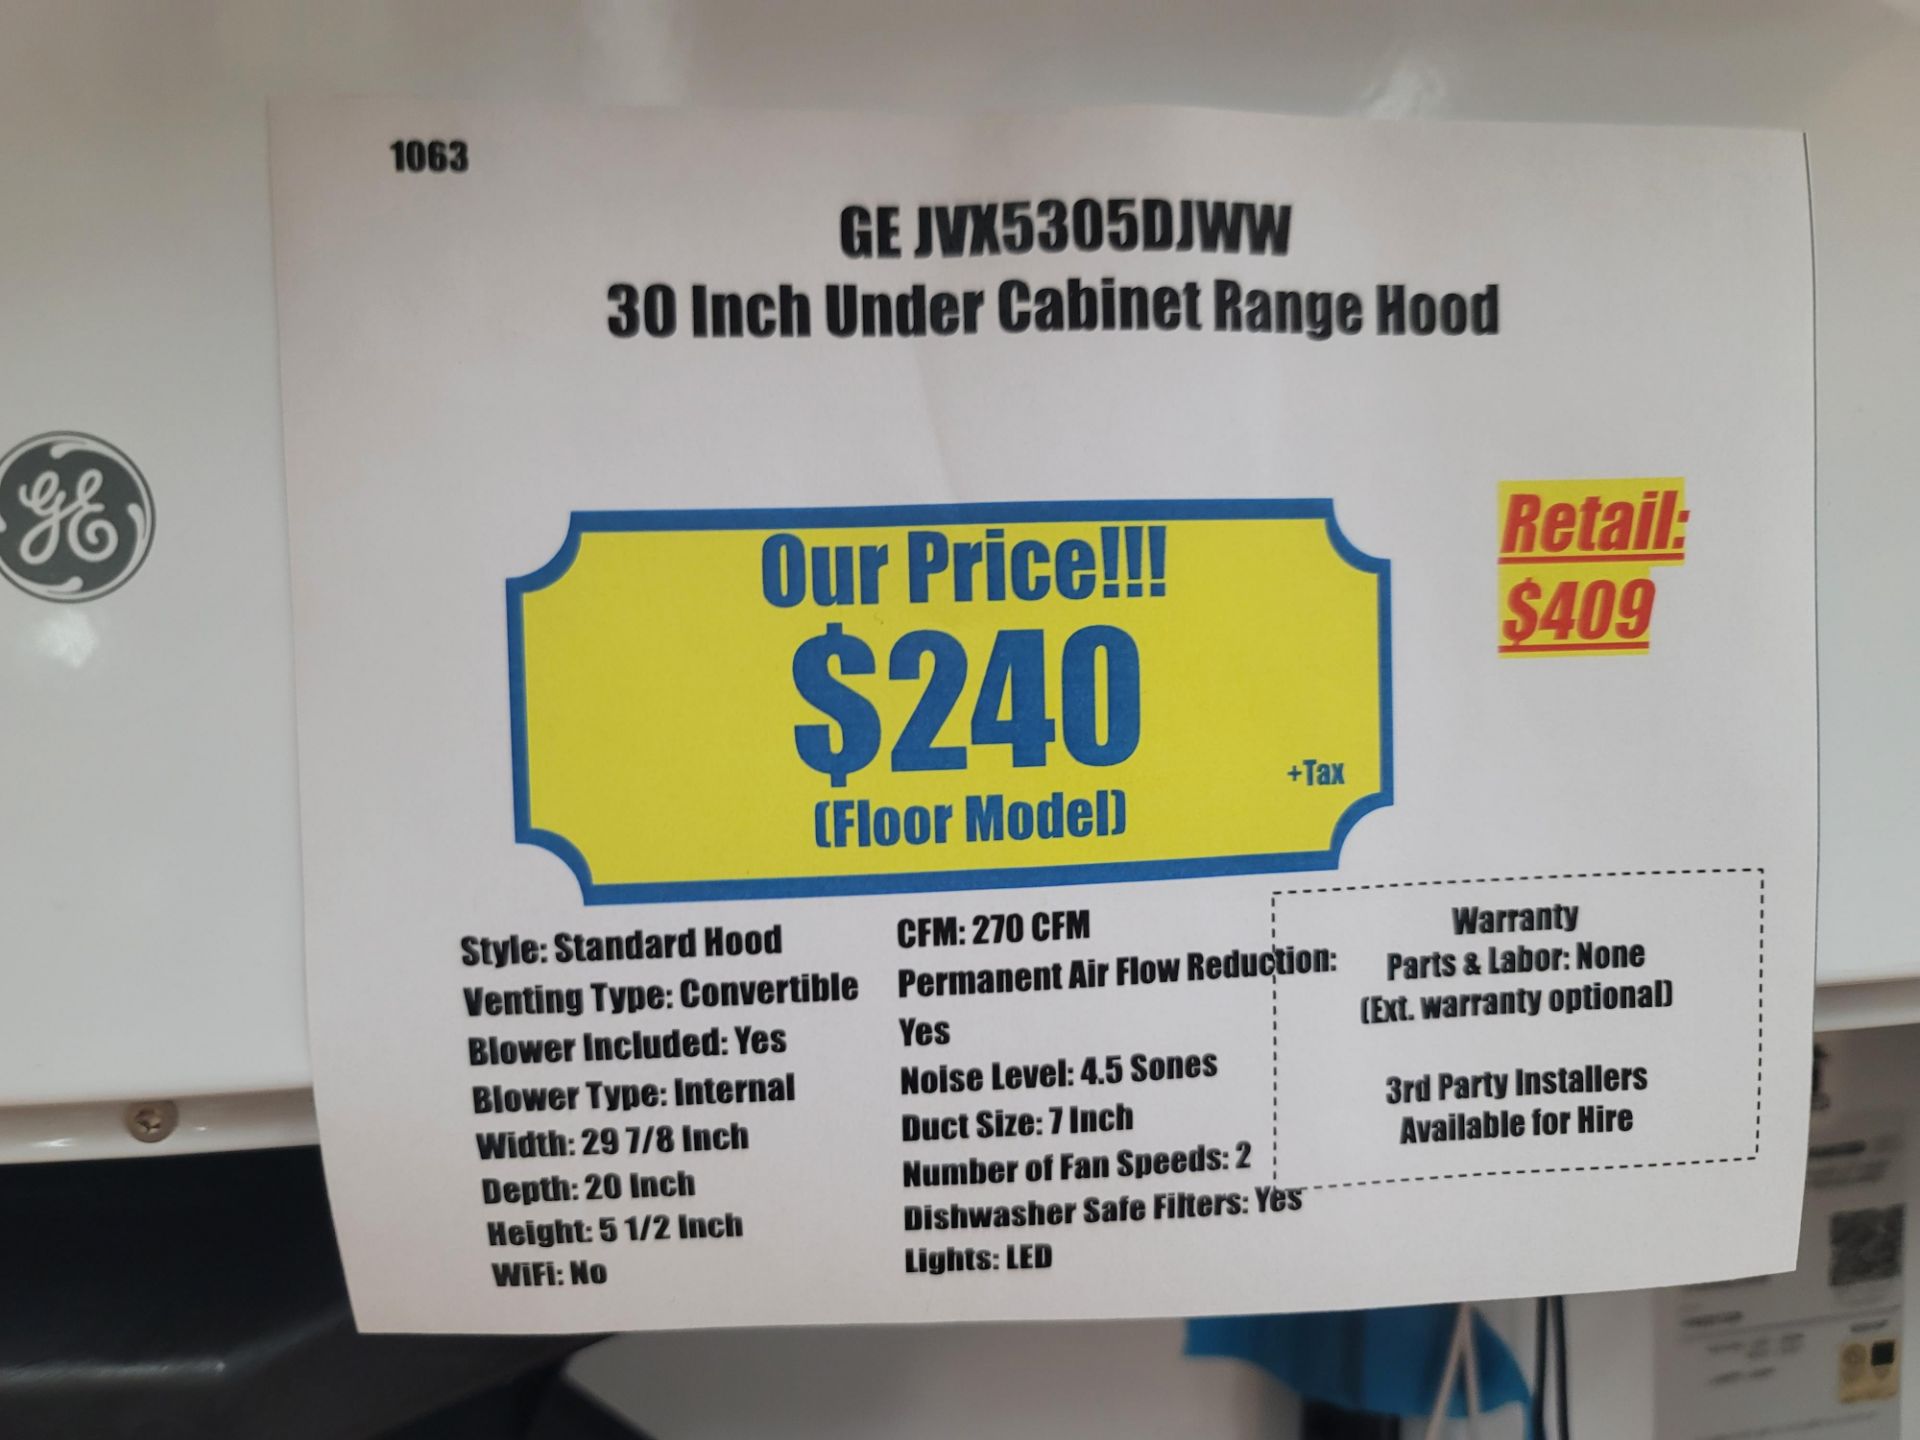 1063
GE JVX5305DJWW
30 Inch Under Cabinet Range Hood
GE
Our Price!!!
$240
+Tax
(Floor Model)
Retail:
$409
Style: Standard Hood
Venting Type: Convertible
Blower Included: Yes
Blower Type: Internal
Width: 29 7/8 Inch
Depth: 20 Inch
Height: 5 1/2 Inch
WiFi: No
CFM: 270 CFM
Permanent Air Flow Reduction:
Yes
Noise Level: 4.5 Sones
Duct Size: 7 Inch
Number of Fan Speeds: 2
Dishwasher Safe Filters: Yes
Lights: LED
Warranty
Parts & Labor: None
(Ext. warranty optional)
3rd Party Installers
Available for Hire